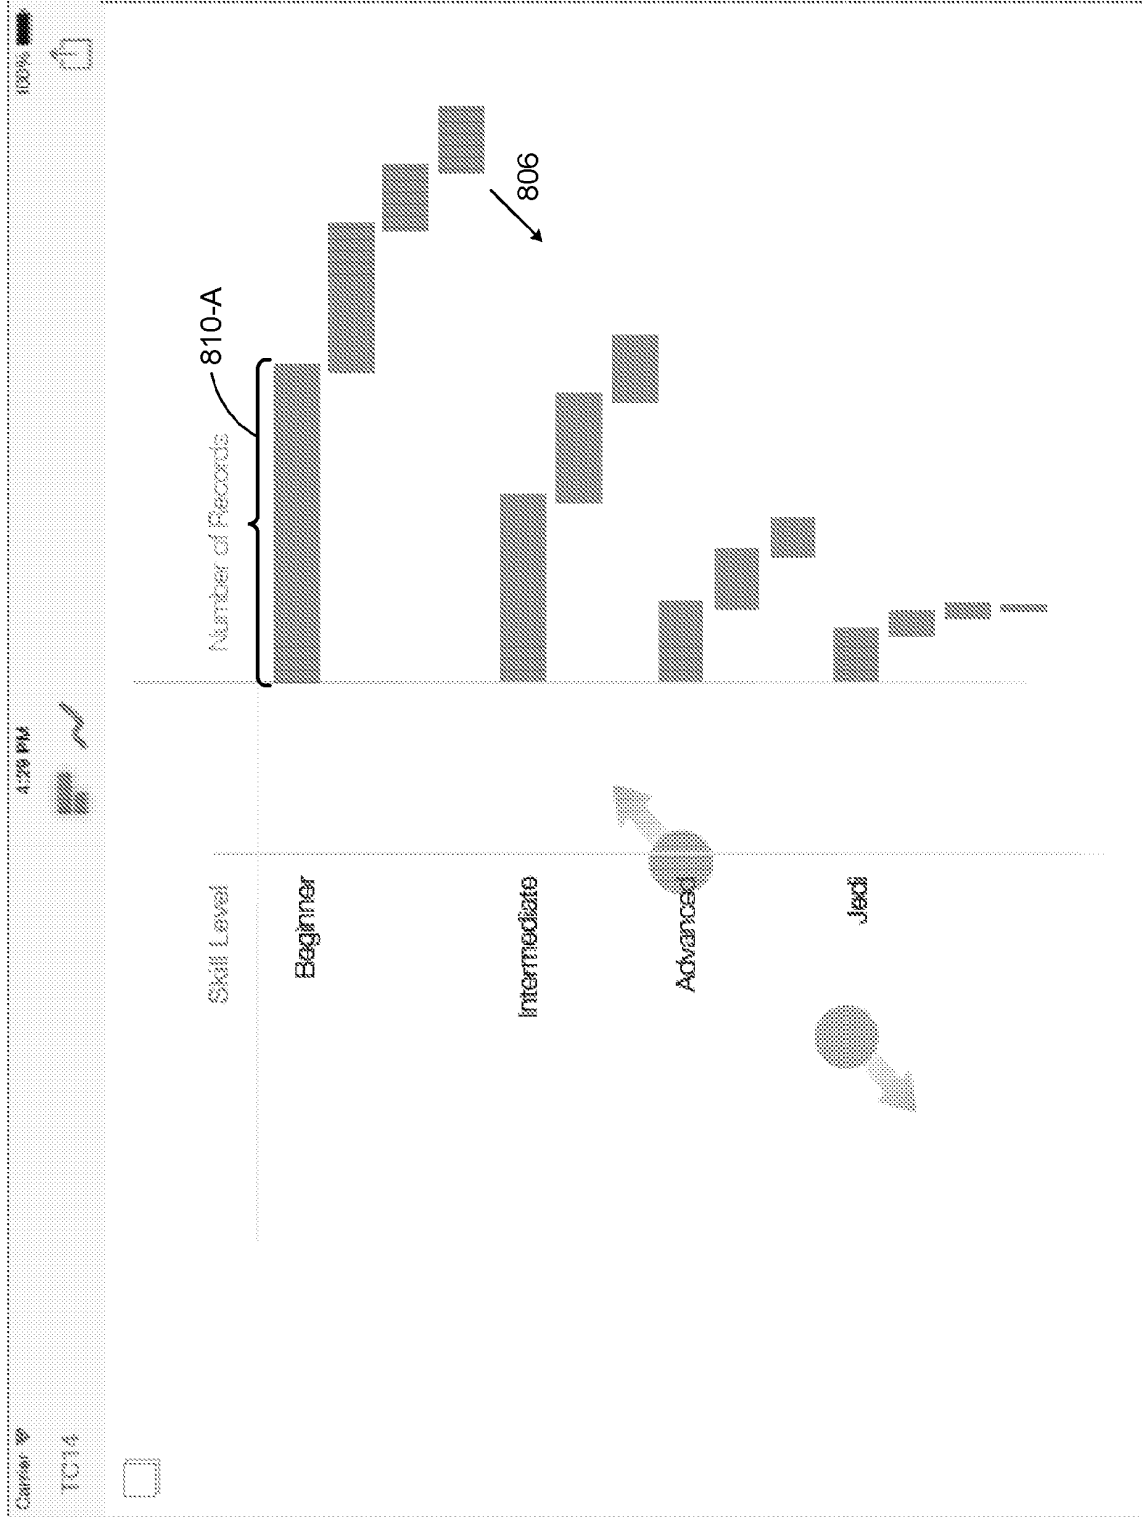 Carrier 4:29 PM 100%
TC14
Skill Level Number of Records
810-A
Beginner
806
Intermediate
Advanced
Jedi